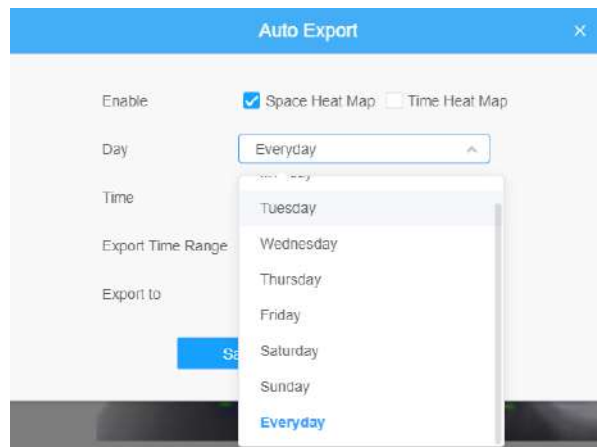 Auto Export
Enable Space Heat Map Time Heat Map
Day Everyday
Time
Tuesday
Export Time Range Wednesday
Thursday
Export to
Friday
Saturday
Sunday
Everyday